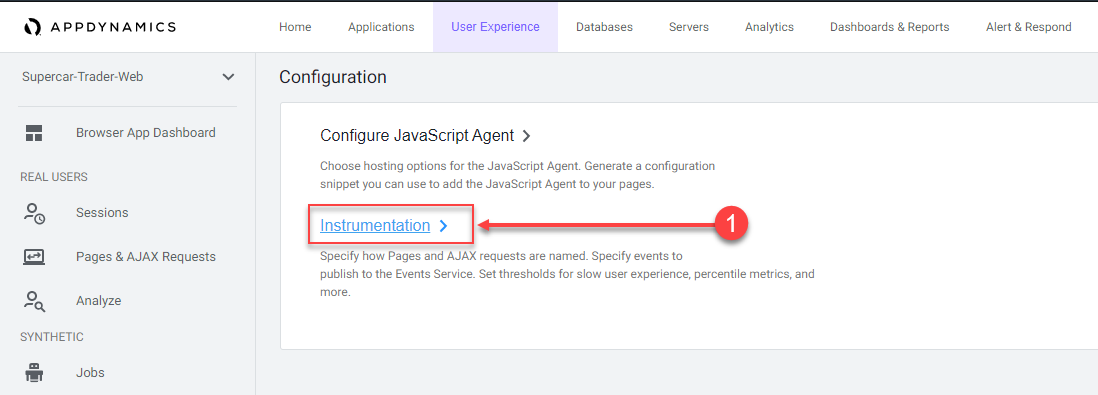 APPDYNAMICS
Home Applications User Experience Databases Servers Analytics Dashboards & Reports Alert & Respond
Supercar-Trader-Web
Browser App Dashboard
REAL USERS
Sessions
Pages & AJAX Requests
Analyze
SYNTHETIC
Jobs
Configuration
Configure JavaScript Agent
Choose hosting options for the JavaScript Agent. Generate a configuration
snippet you can use to add the JavaScript Agent to your pages.
Instrumentation
1
Specify how Pages and AJAX requests are named. Specify events to
publish to the Events Service. Set thresholds for slow user experience, percentile metrics, and
more.